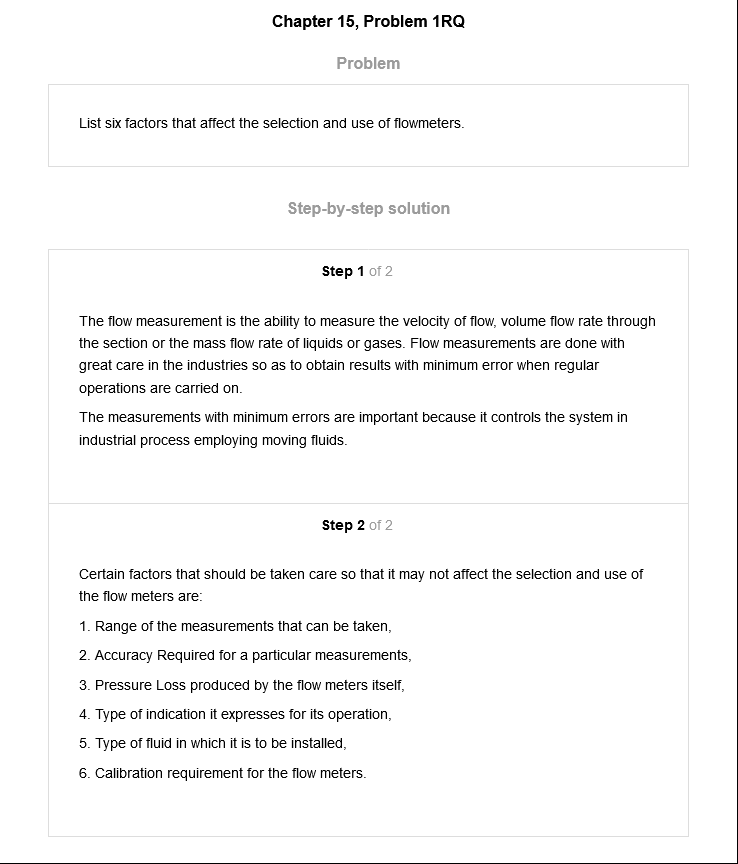 Chapter 15, Problem 1RQ
Problem
List six factors that affect the selection and use of flowmeters.
Step-by-step solution
Step 1 of 2
The flow measurement is the ability to measure the velocity of flow, volume flow rate through
the section or the mass flow rate of liquids or gases. Flow measurements are done with
great care in the industries so as to obtain results with minimum error when regular
operations are carried on.
The measurements with minimum errors are important because it controls the system in
industrial process employing moving fluids.
Step 2 of 2
Certain factors that should be taken care so that it may not affect the selection and use of
the flow meters are:
1. Range of the measurements that can be taken,
2. Accuracy Required for a particular measurements,
3. Pressure Loss produced by the flow meters itself,
4. Type of indication it expresses for its operation,
5. Type of fluid in which it is to be installed,
6. Calibration requirement for the flow meters.